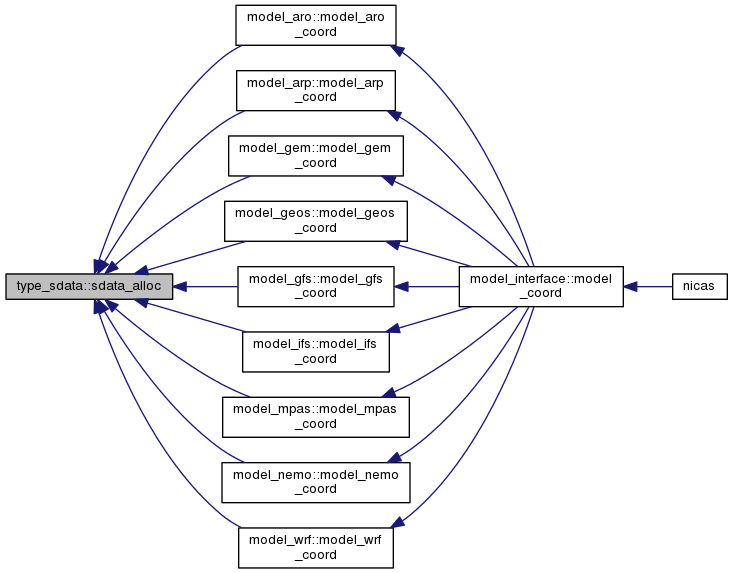 model_aro::model_aro
_coord
model_arp::model_arp
_coord
model_gem::model_gem
_coord
model_geos::model_geos
_coord
type_sdata::sdata_alloc
model_gfs::model_gfs
_coord
model_interface::model
_coord
nicas
model_ifs::model_ifs
_coord
model_mpas::model_mpas
_coord
model_nemo::model_nemo
_coord
model_wrf::model_wrf
_coord